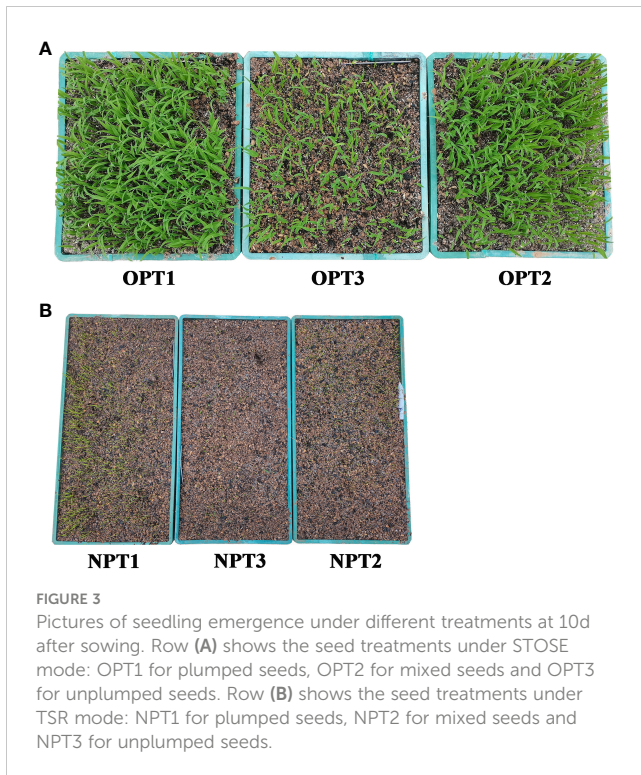 A
OPT1 OPT3 OPT2
B
NPT1 NPT3 NPT2
FIGURE 3
Pictures of seedling emergence under different treatments at 10d
after sowing. Row (A) shows the seed treatments under STOSE
mode: OPT1 for plumped seeds, OPT2 for mixed seeds and OPT3
for unplumped seeds. Row (B) shows the seed treatments under
TSR mode: NPT1 for plumped seeds, NPT2 for mixed seeds and
NPT3 for unplumped seeds.